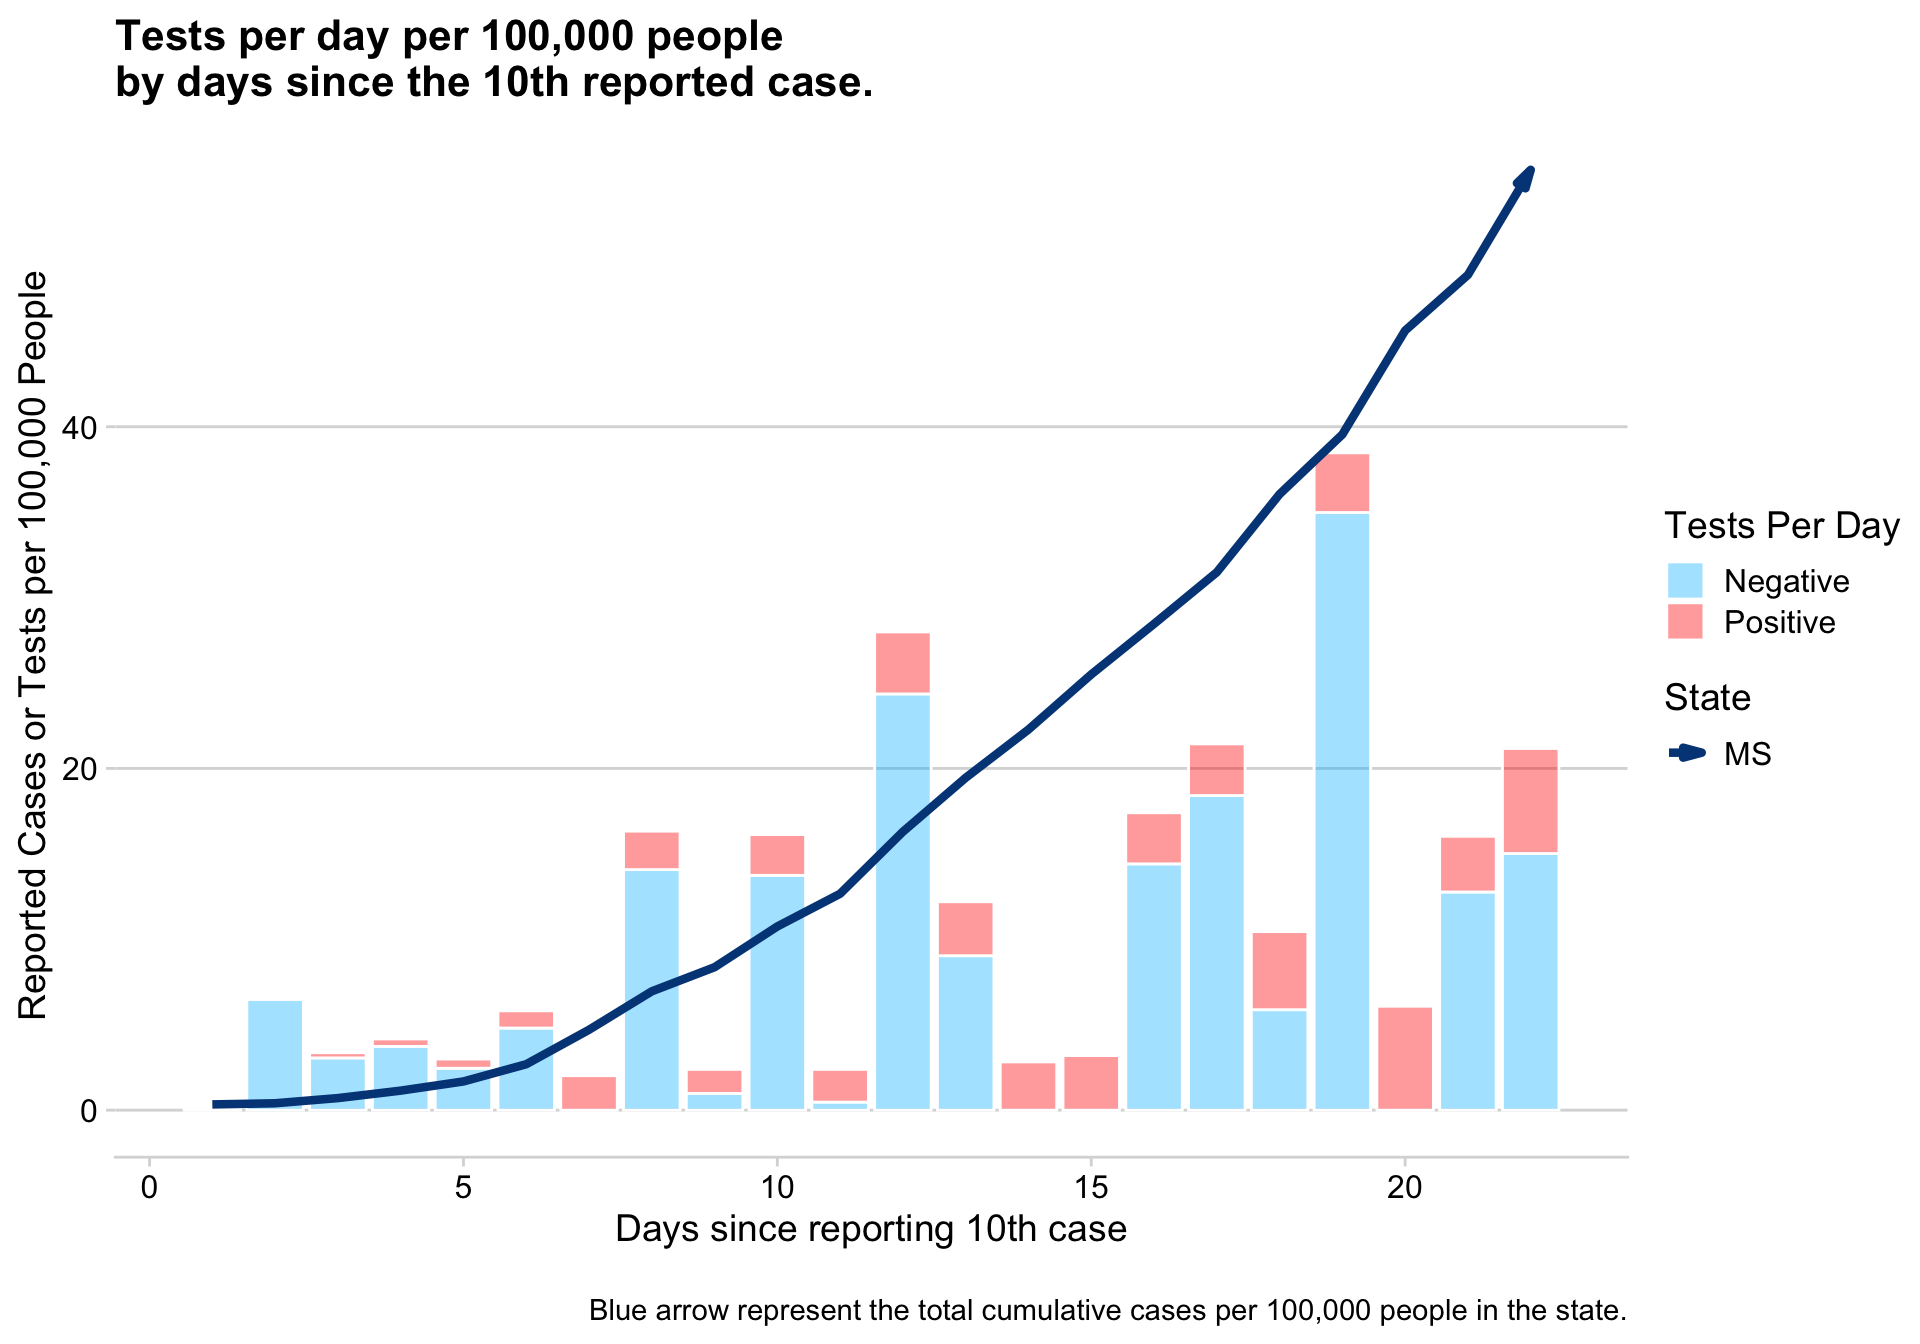 Tests per day per 100,000 people
by days since the 10th reported case.
Reported Cases or Tests per 100,000 People
40
20
0
0
5
10
15
20
Days since reporting 10th case
Tests Per Day
Negative
Positive
State
MS
Blue arrow represent the total cumulative cases per 100,000 people in the state.